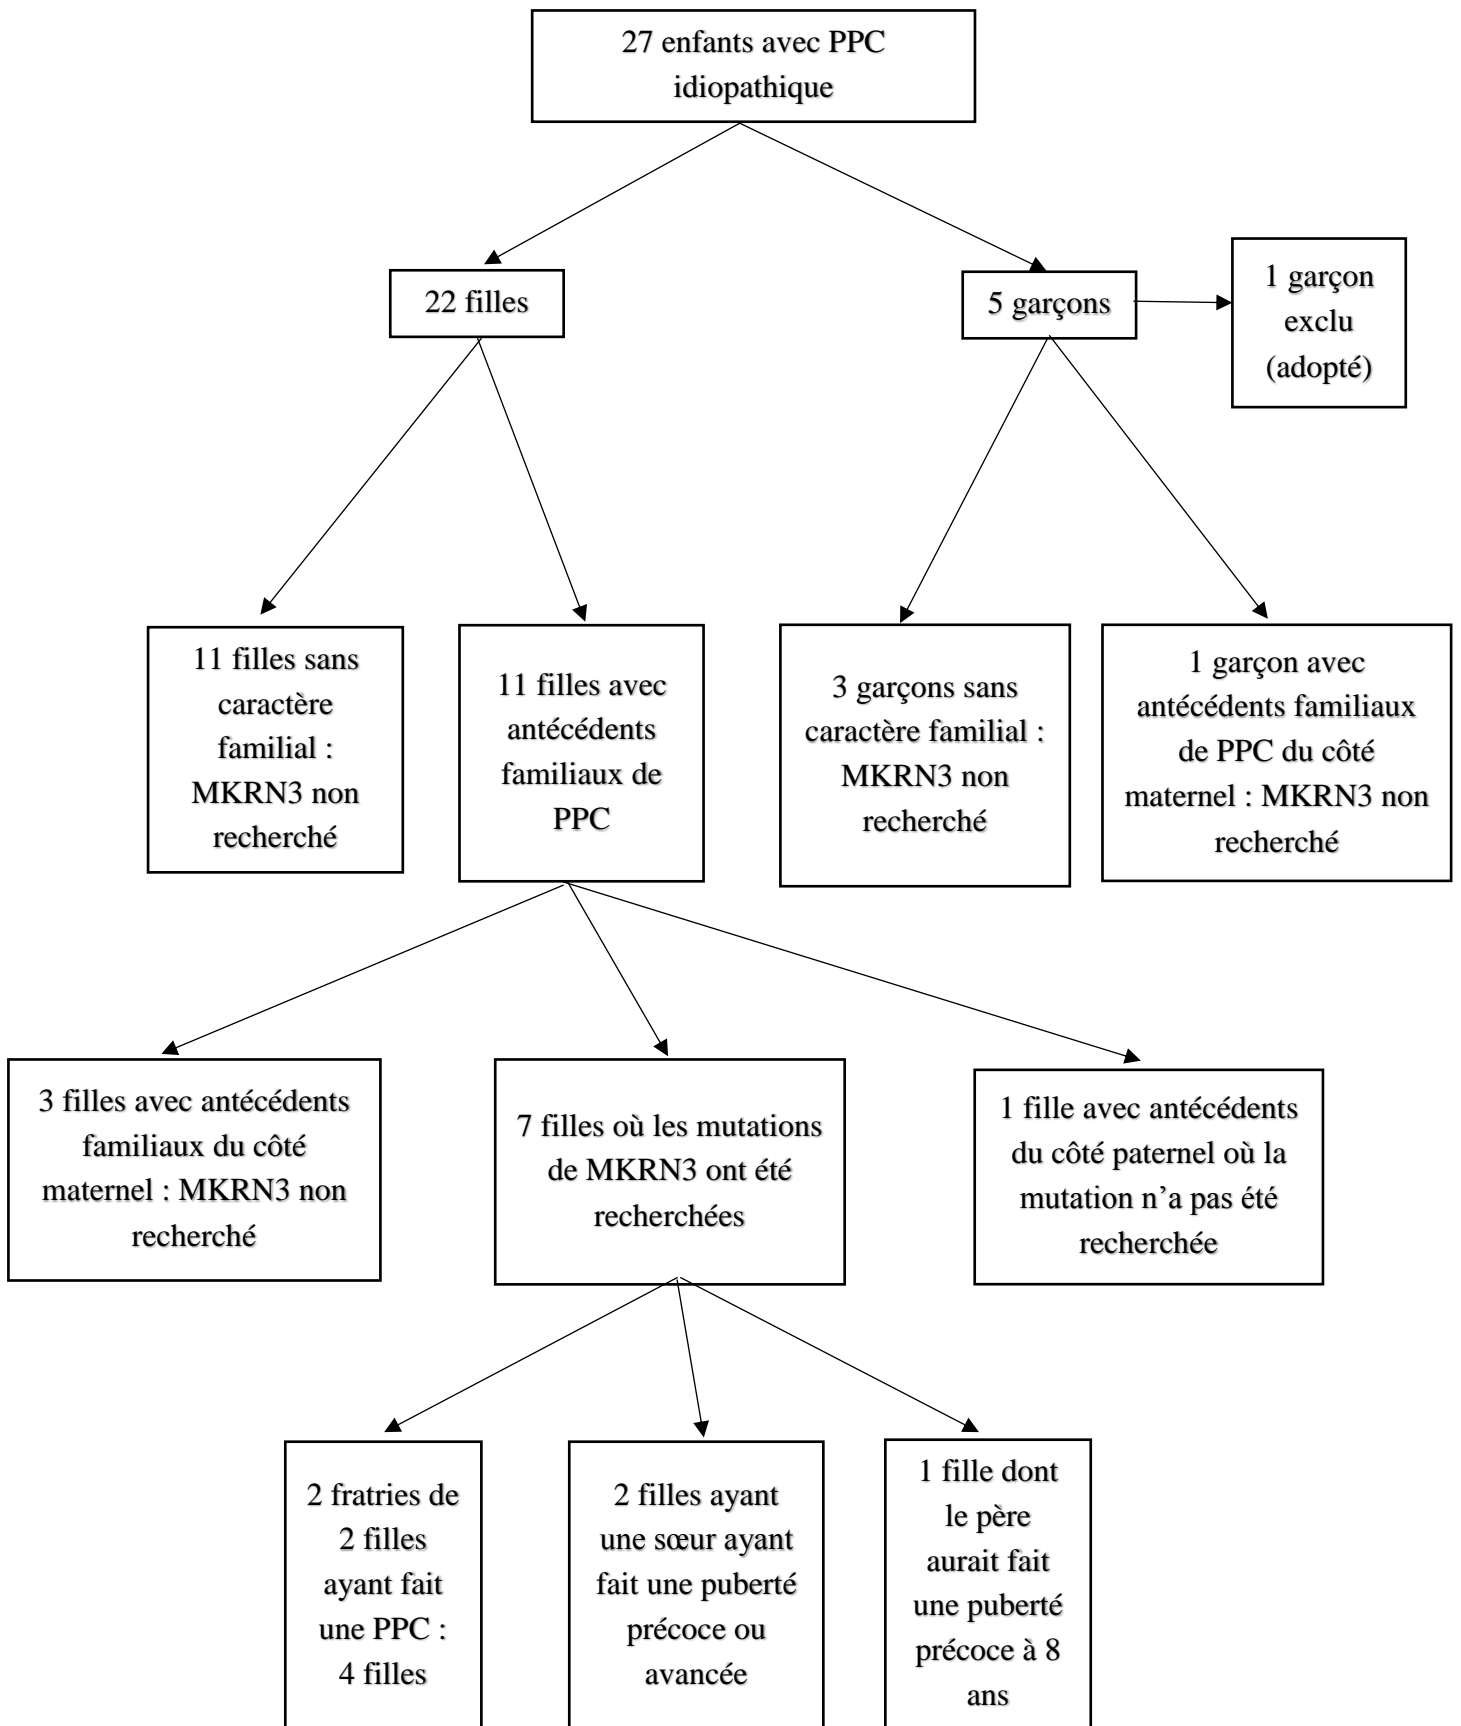 27 enfants avec PPC
idiopathique
22 filles
5 garçons
1 garçon
exclu
(adopté)
11 filles sans
caractère
familial :
MKRN3 non
recherché
11 filles avec
antécédents
familiaux de
PPC
3 garçons sans
caractère familial :
MKRN3 non
recherché
1 garçon avec
antécédents familiaux
de PPC du côté
maternel : MKRN3 non
recherché
3 filles avec antécédents
familiaux du côté
maternel : MKRN3 non
recherché
7 filles où les mutations
de MKRN3 ont été
recherchées
1 fille avec antécédents
du côté paternel où la
mutation n’a pas été
recherchée
2 fratries de
2 filles
ayant fait
une PPC :
4 filles
2 filles ayant
une sœur ayant
fait une puberté
précoce ou
avancée
1 fille dont
le père
aurait fait
une puberté
précoce à 8
ans